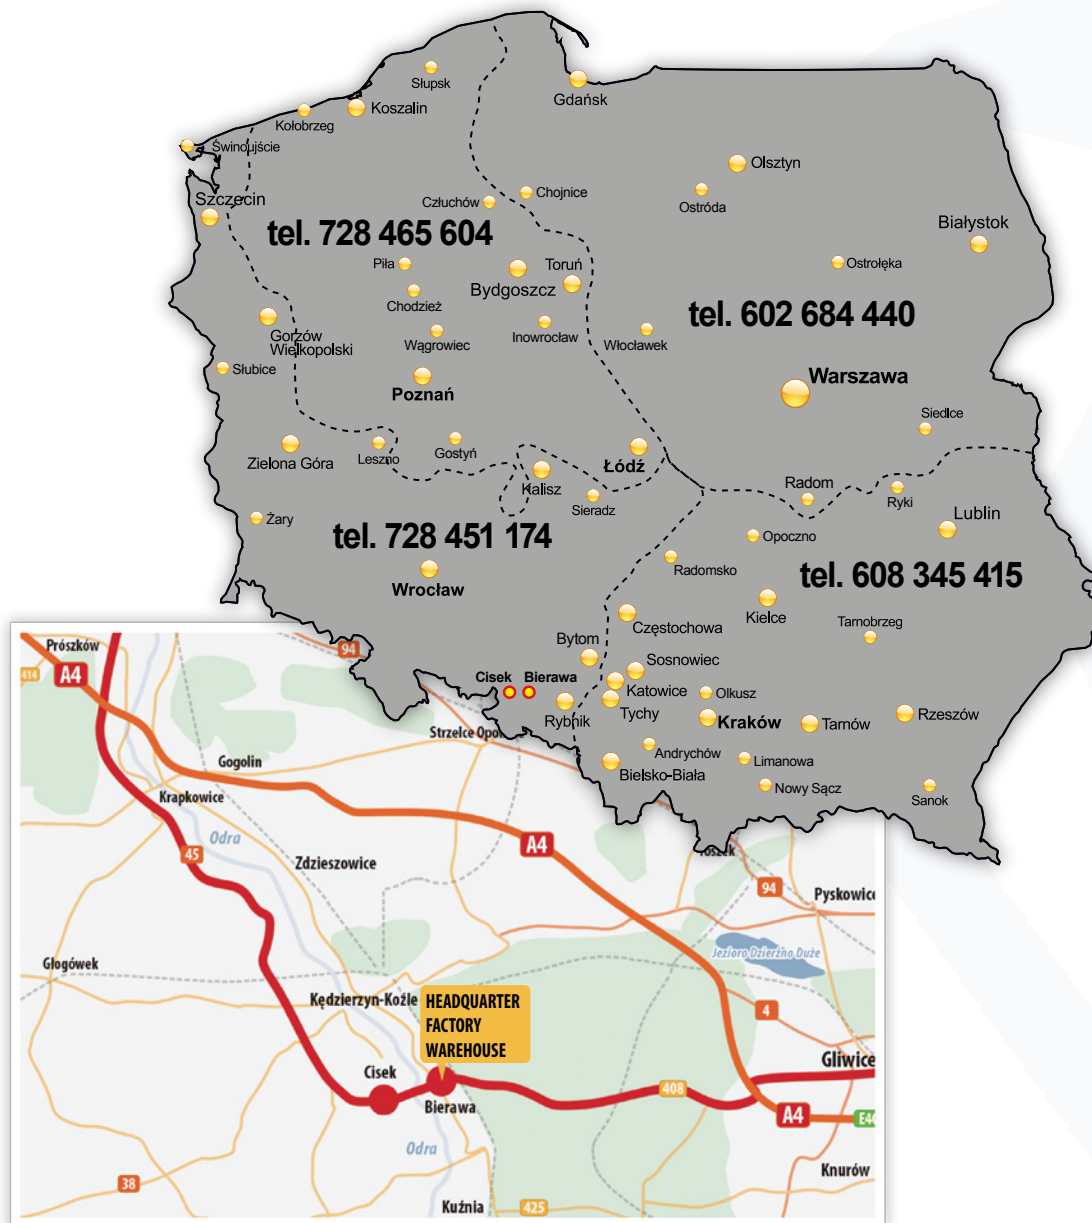 Słupsk
Gdańsk
Koszalin
Kołobrzeg
Świnoujście
Olsztyn
Szczecin
Człuchów
Chojnice
Ostróda
Białystok
tel. 728 465 604
Piła
Toruń
Ostrołęka
Chodzież
Bydgoszcz
tel. 602 684 440
Gorzów
Wielkopolski
Wągrowiec
Inowrocław
Włocławek
Słubice
Poznań
Warszawa
Siedlce
Zielona Góra
Leszno
Gostyń
Łódź
Kalisz
Sieradz
Radom
Ryki
Lublin
Żary
tel. 728 451 174
Opoczno
Radomsko
tel. 608 345 415
Wrocław
Kielce
Częstochowa
Tarnobrzeg
Bytom
Sosnowiec
Cisek
Bierawa
Katowice
Olkusz
Rybnik
Tychy
Kraków
Tarnów
Rzeszów
Andrychów
Limanowa
Bielsko-Biała
Nowy Sącz
Sanok
Prószków
94
414
A4
Strzelce Opo
Gogolin
Krapkowice
Odra
45
Zdzieszowice
A4
94
Pyskowice
Głogówek
Jezioro Dzierżno Duże
Kędzierzyn-Koźle
HEADQUARTER
FACTORY
WAREHOUSE
4
Gliwice
Cisek
Bierawa
408
A4
E40
Odra
38
Knurów
Kuźnia
425